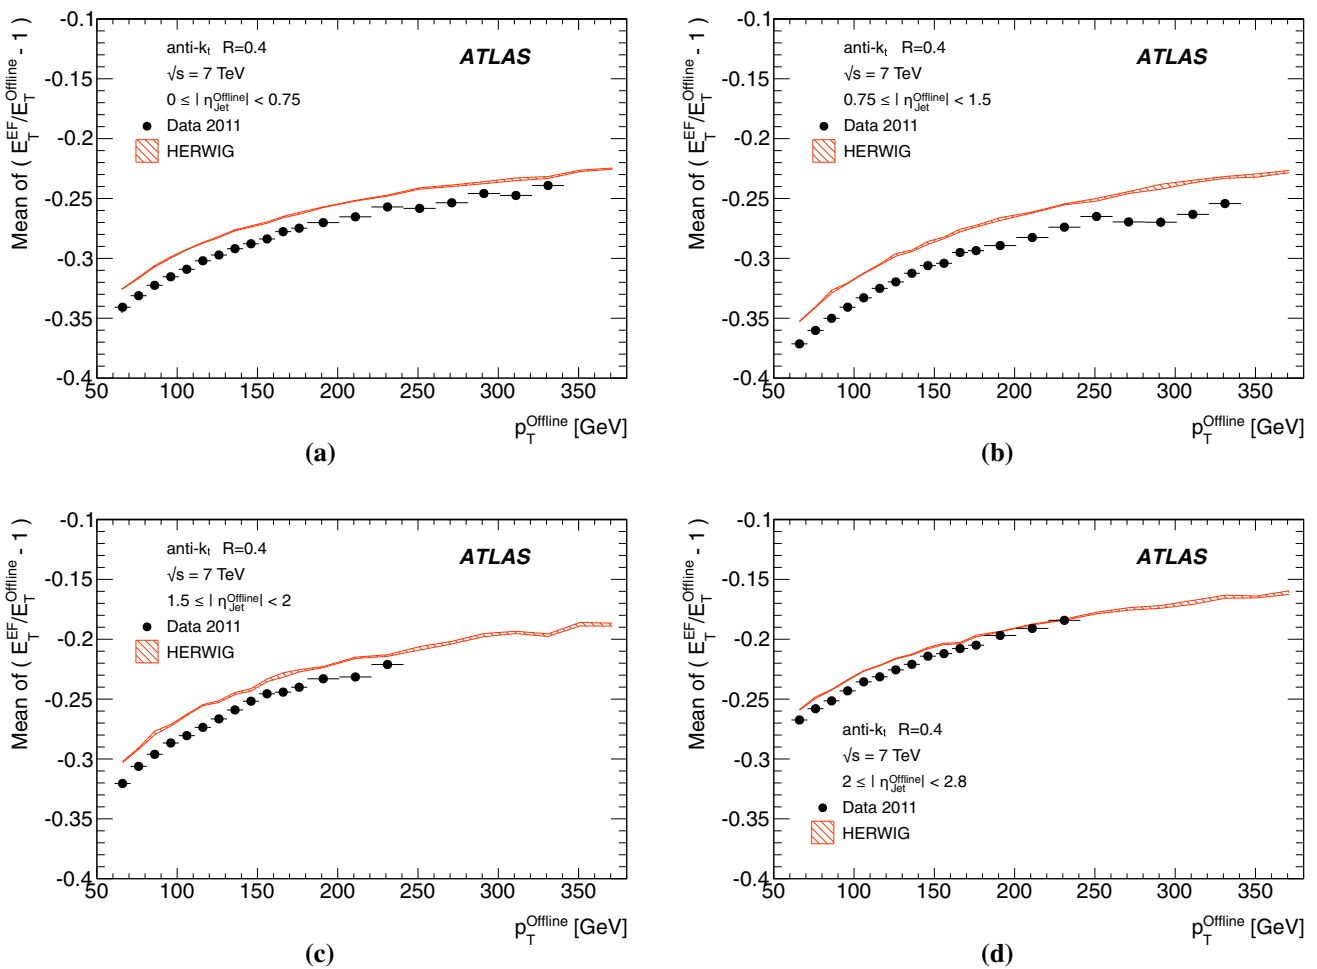 -0.1
-0.15
-0.2
-0.25
-0.3
-0.35
-0.4
Mean of ( E_T^EF/E_T^Offline - 1 )
anti-k_t R=0.4
√s = 7 TeV
0 ≤ | η_Jet^Offline | < 0.75
Data 2011
HERWIG
ATLAS
50 100 150 200 250 300 350
p_T^Offline [GeV]
(a)
-0.1
-0.15
-0.2
-0.25
-0.3
-0.35
-0.4
Mean of ( E_T^EF/E_T^Offline - 1 )
anti-k_t R=0.4
√s = 7 TeV
0.75 ≤ | η_Jet^Offline | < 1.5
Data 2011
HERWIG
ATLAS
50 100 150 200 250 300 350
p_T^Offline [GeV]
(b)
-0.1
-0.15
-0.2
-0.25
-0.3
-0.35
-0.4
Mean of ( E_T^EF/E_T^Offline - 1 )
anti-k_t R=0.4
√s = 7 TeV
1.5 ≤ | η_Jet^Offline | < 2
Data 2011
HERWIG
ATLAS
50 100 150 200 250 300 350
p_T^Offline [GeV]
(c)
-0.1
-0.15
-0.2
-0.25
-0.3
-0.35
-0.4
Mean of ( E_T^EF/E_T^Offline - 1 )
ATLAS
anti-k_t R=0.4
√s = 7 TeV
2 ≤ | η_Jet^Offline | < 2.8
Data 2011
HERWIG
50 100 150 200 250 300 350
p_T^Offline [GeV]
(d)